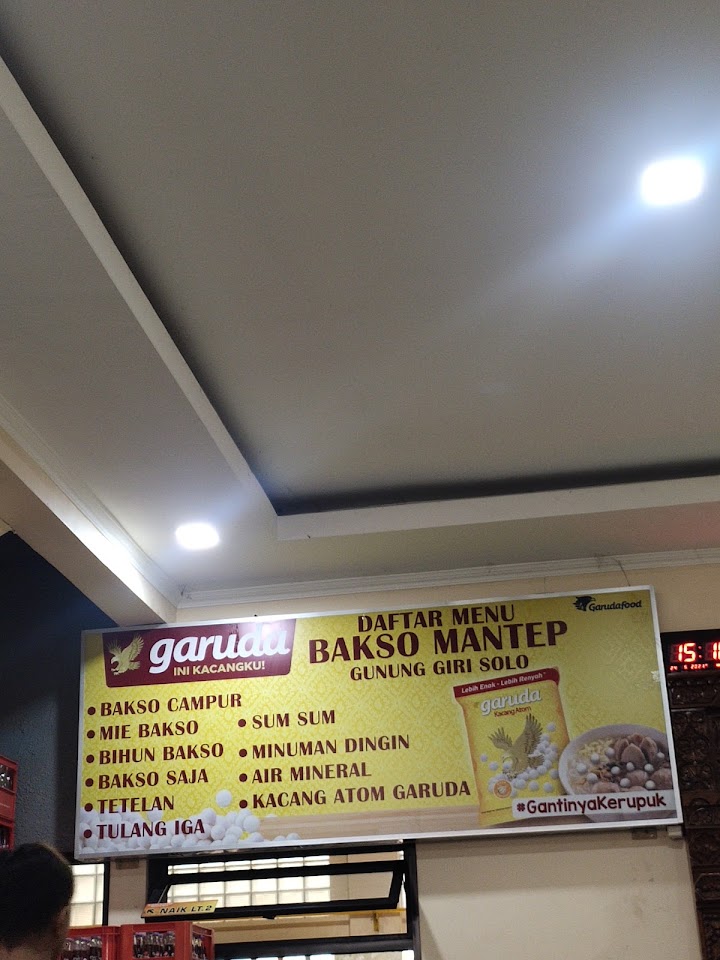 Garudafood
garuda
INI KACANGKU!
DAFTAR MENU
BAKSO MANTEP
GUNUNG GIRI SOLO
• BAKSO CAMPUR
• MIE BAKSO
• BIHUN BAKSO
• BAKSO SAJA
• TETELAN
• TULANG IGA
• SUM SUM
• MINUMAN DINGIN
• AIR MINERAL
• KACANG ATOM GARUDA
Lebih Enak - Lebih Renyah
garuda
Kacang Atom
#GantinyaKerupuk
NAIK LT.2